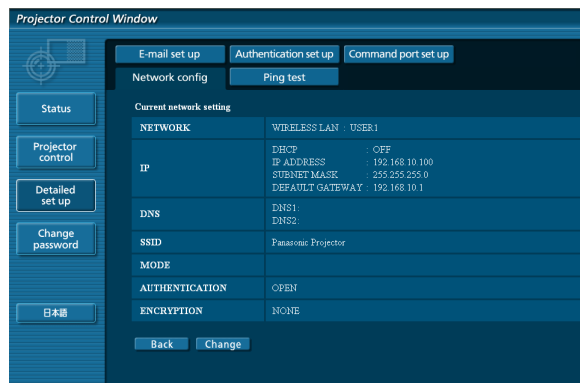 Projector Control Window
E-mail set up
Authentication set up
Command port set up
Network config
Ping test
Status
Projector
control
Detailed
set up
Change
password
日本語
Current network setting
NETWORK WIRELESS LAN : USER1
IP
DHCP : OFF
IP ADDRESS : 192.168.10.100
SUBNET MASK : 255.255.255.0
DEFAULT GATEWAY : 192.168.10.1
DNS
DNS1:
DNS2:
SSID Panasonic Projector
MODE
AUTHENTICATION OPEN
ENCRYPTION NONE
Back Change